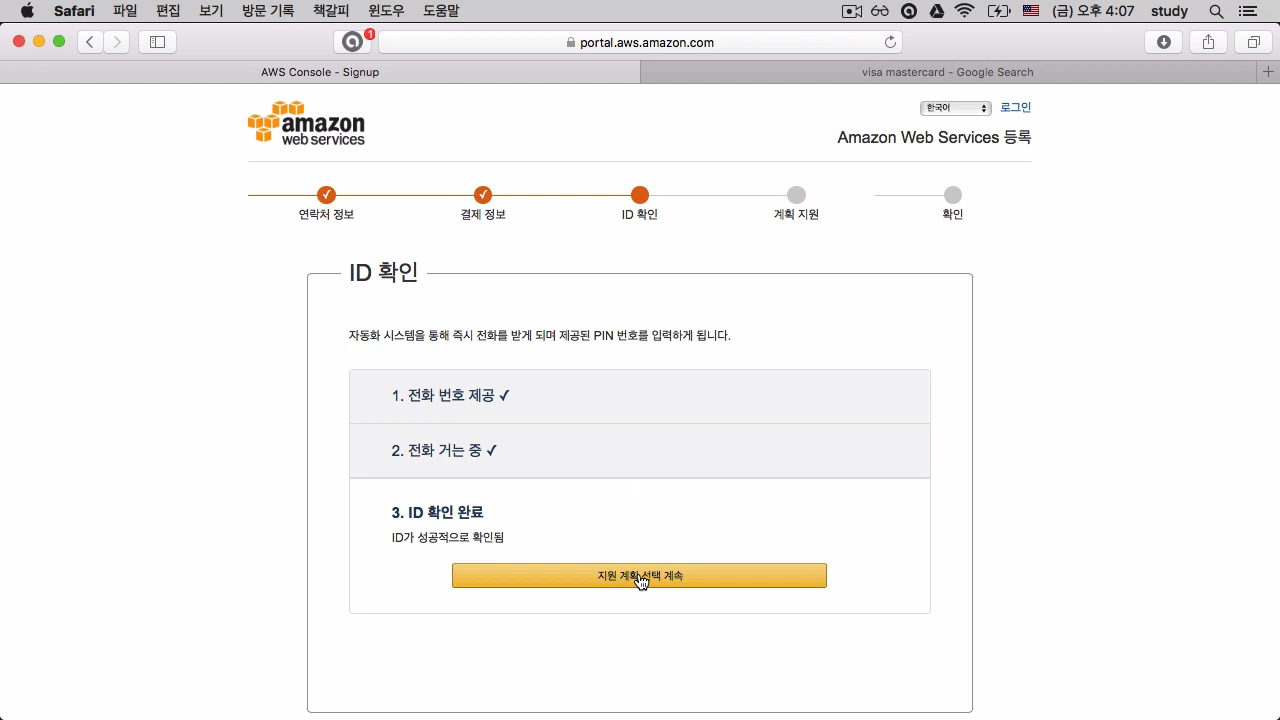 Safari 파일 편집 보기 방문 기록 책갈피 윈도우 도움말 (금) 오후 4:07 study
1
portal.aws.amazon.com
AWS Console - Signup
visa mastercard - Google Search
amazon
web services
한국어 로그인
Amazon Web Services 등록
연락처 정보 결제 정보 ID 확인 계획 지원 확인
ID 확인
자동화 시스템을 통해 즉시 전화를 받게 되며 제공된 PIN 번호를 입력하게 됩니다.
1. 전화 번호 제공 ✓
2. 전화 거는 중 ✓
3. ID 확인 완료
ID가 성공적으로 확인됨
지원 계획 선택 계속